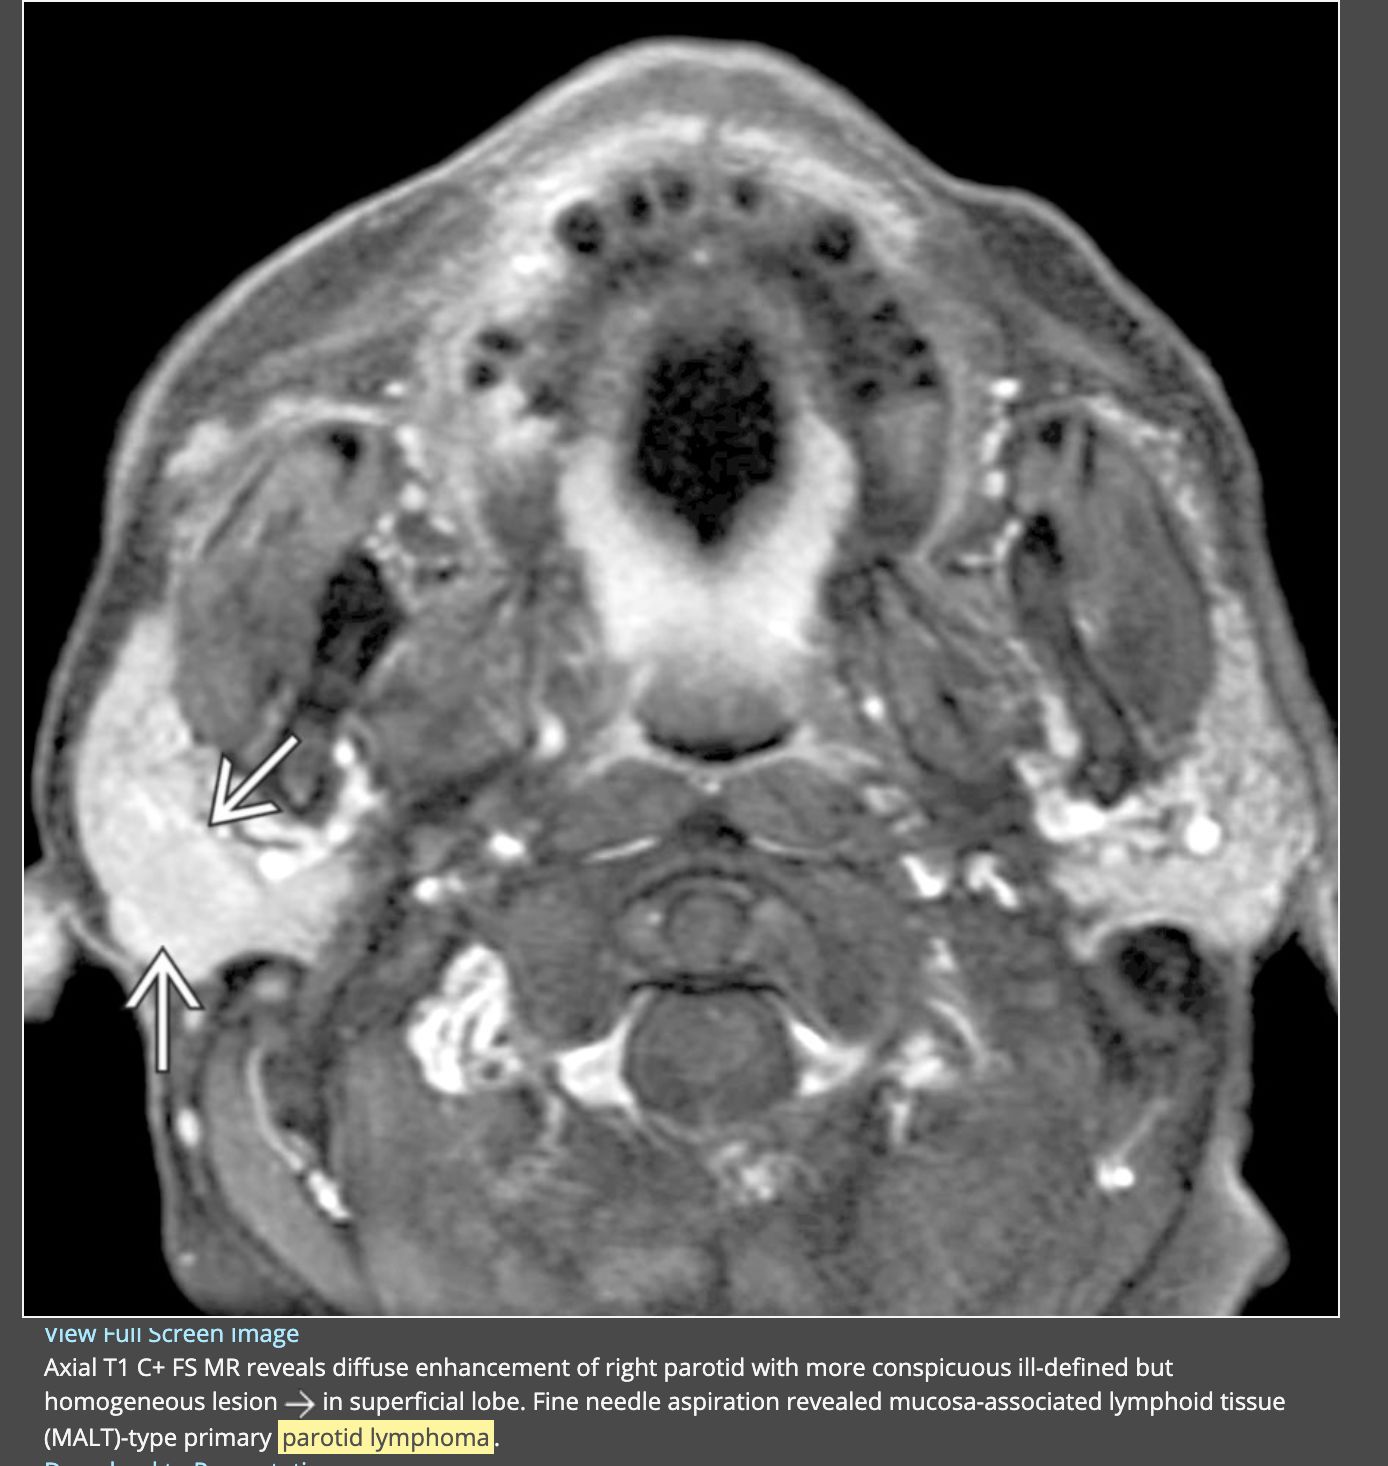 View Full Screen Image
Axial T1 C+ FS MR reveals diffuse enhancement of right parotid with more conspicuous ill-defined but
homogeneous lesion → in superficial lobe. Fine needle aspiration revealed mucosa-associated lymphoid tissue
(MALT)-type primary parotid lymphoma.